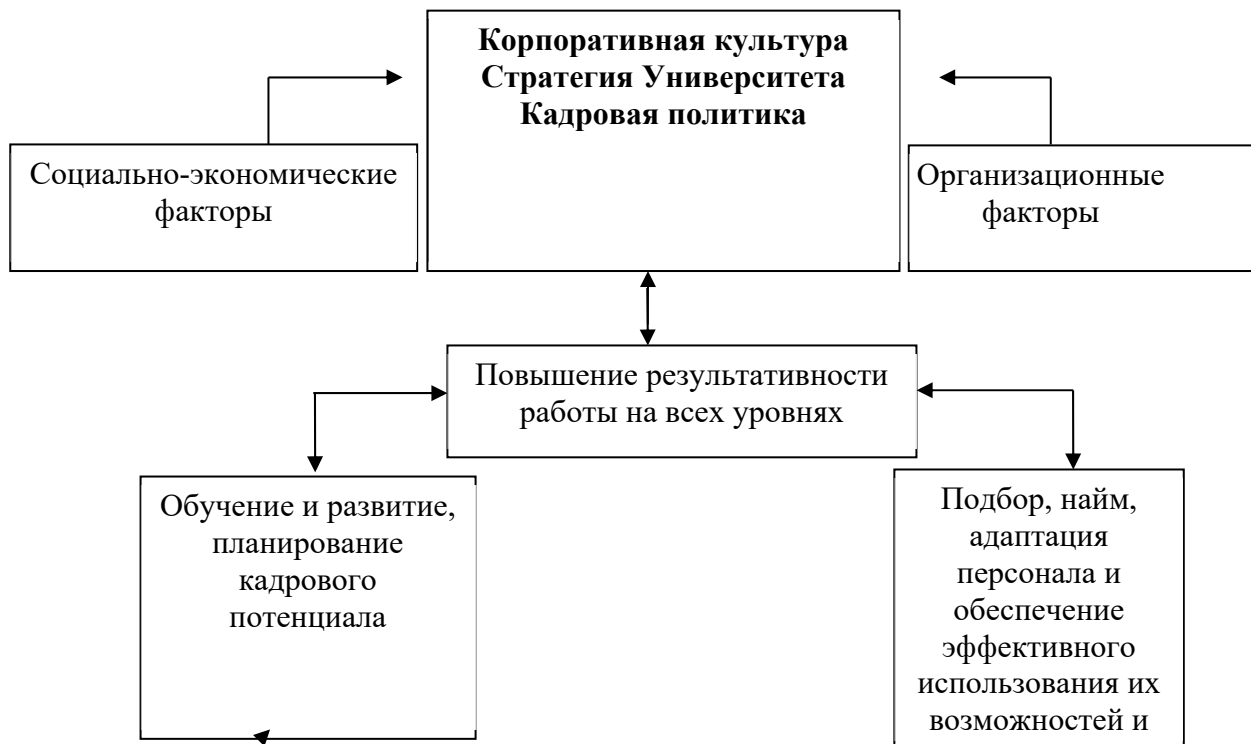 Корпоративная культура
Стратегия Университета
Кадровая политика
Социально-экономические
факторы
Организационные
факторы
Повышение результативности
работы на всех уровнях
Обучение и развитие,
планирование
кадрового
потенциала
Подбор, найм,
адаптация
персонала и
обеспечение
эффективного
использования их
возможностей и